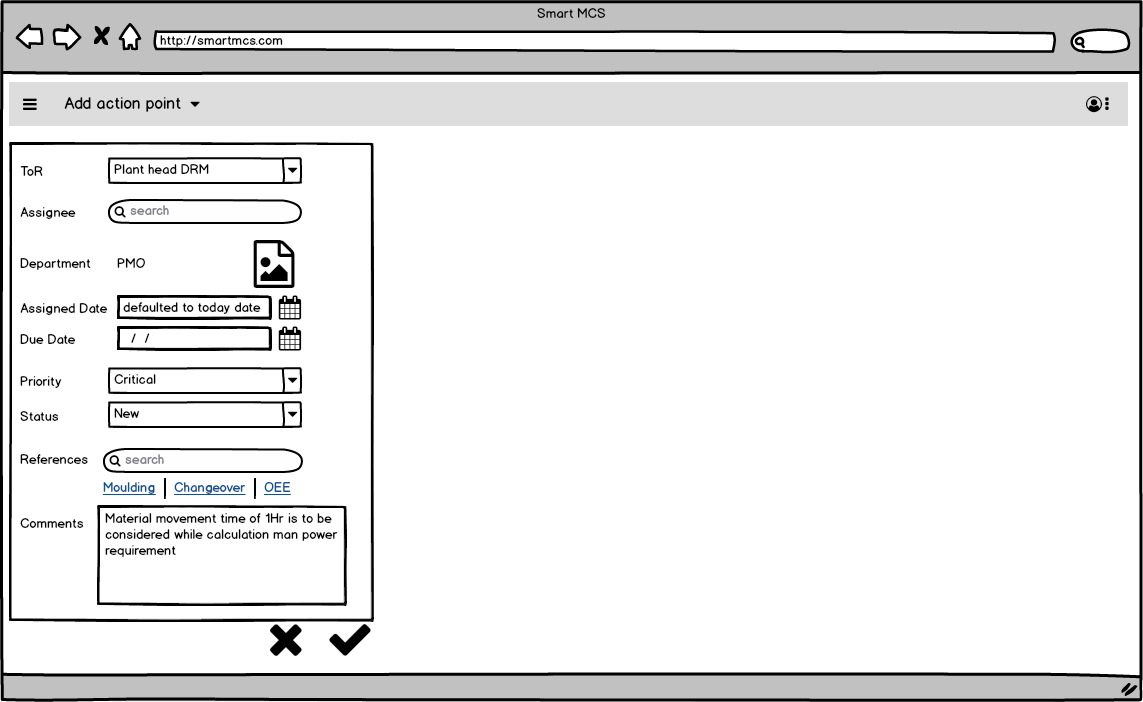 Smart MCS
http://smartmcs.com
Add action point
ToR Plant head DRM
Assignee search
Department PMO
Assigned Date defaulted to today date
Due Date / /
Priority Critical
Status New
References search
Moulding Changeover OEE
Comments Material movement time of 1Hr is to be
considered while calculation man power
requirement